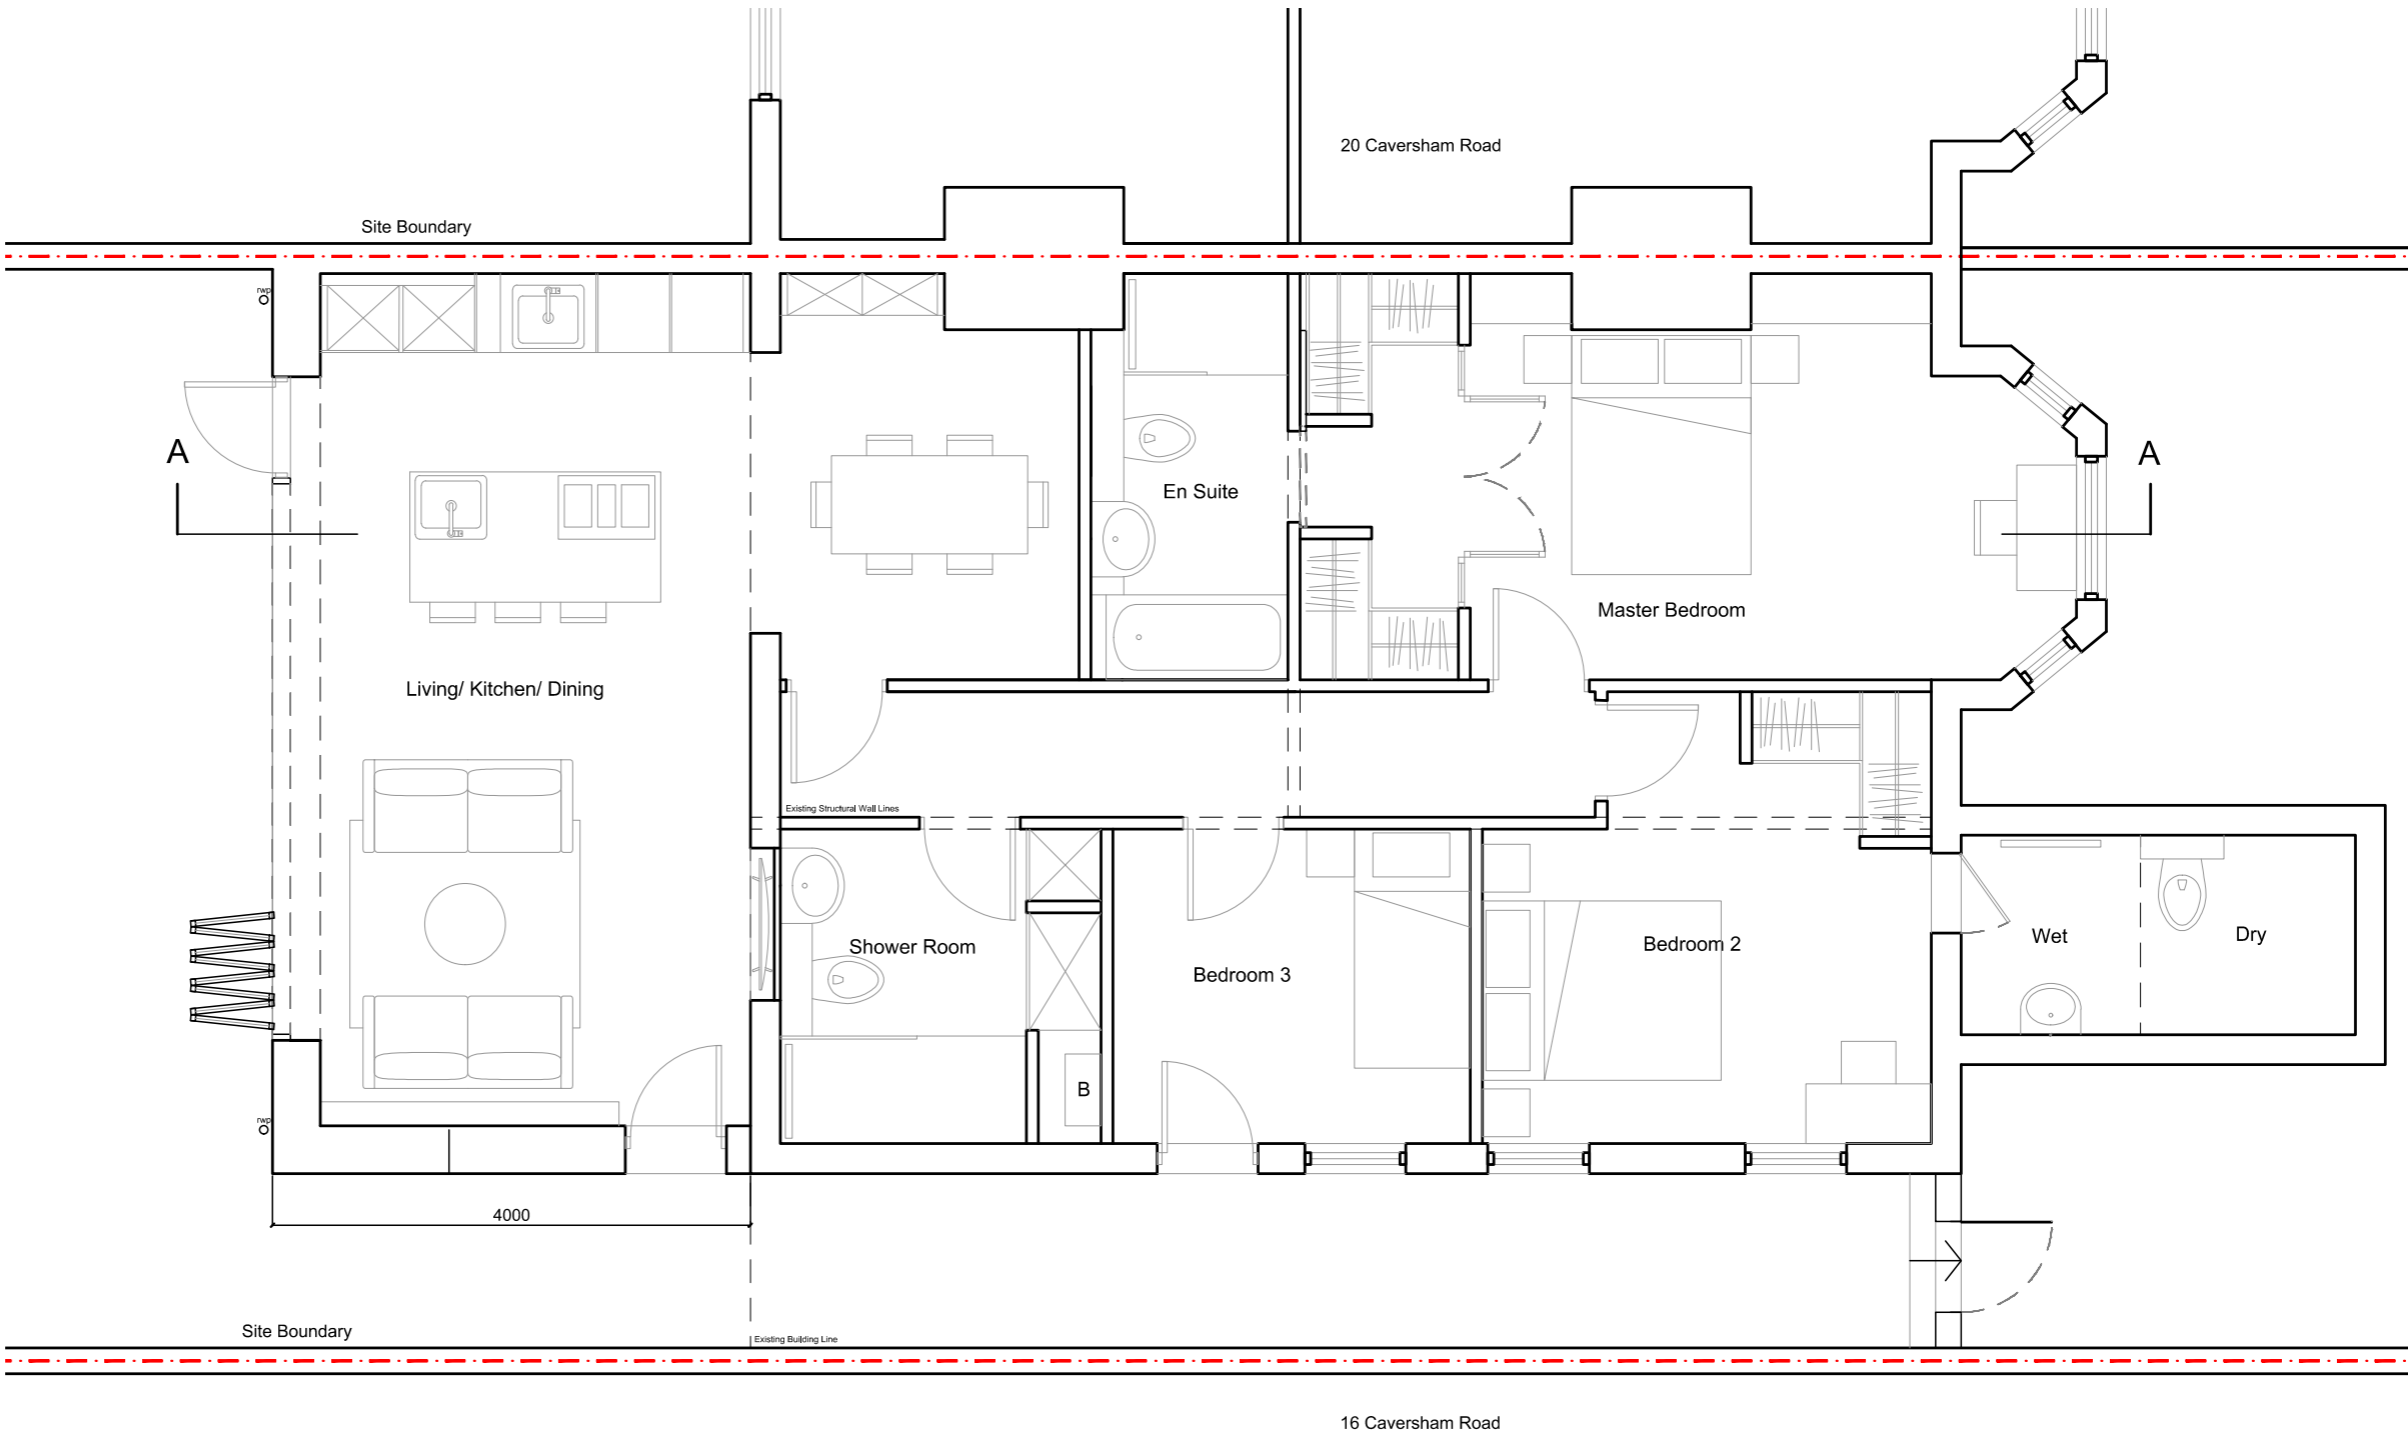 20 Caversham Road
Site Boundary
rwp
A
A
En Suite
Master Bedroom
Living/ Kitchen/ Dining
Existing Structural Wall Lines
Shower Room
Bedroom 3
Bedroom 2
Wet
Dry
B
rwp
4000
Site Boundary
Existing Building Line
16 Caversham Road